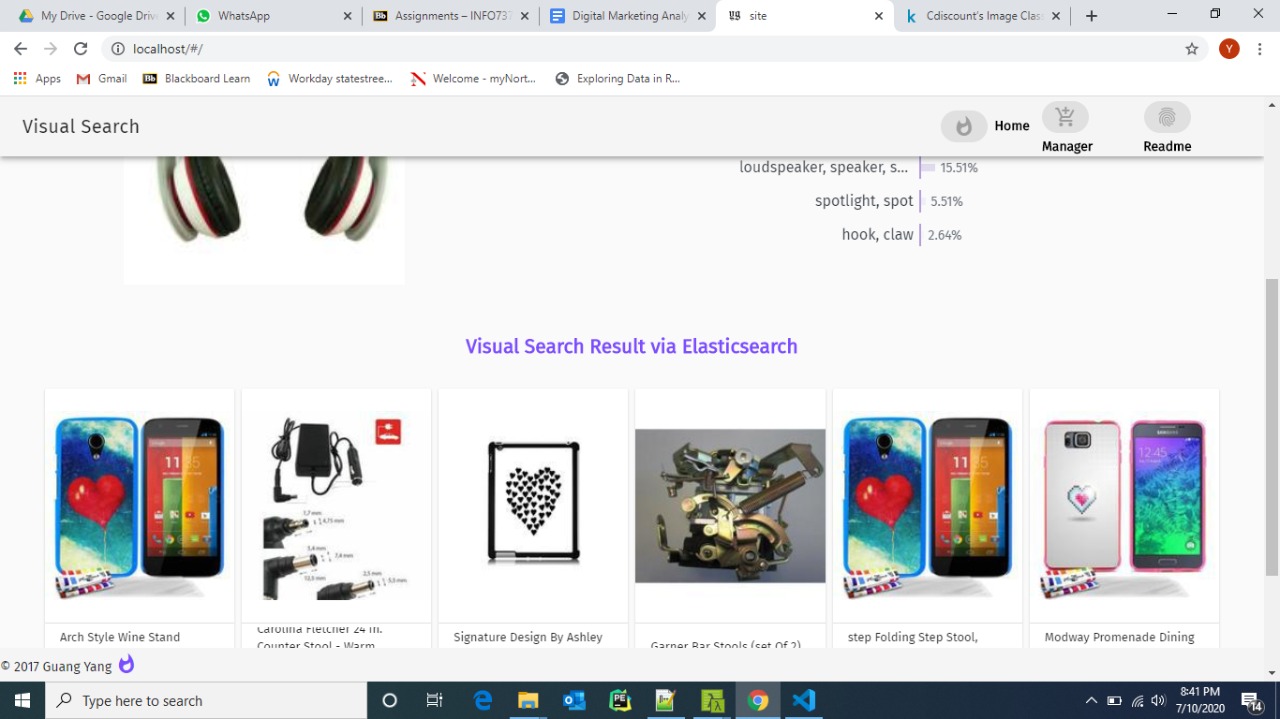 My Drive - Google Drive
WhatsApp
Assignments – INFO737
Digital Marketing Analy
site
Cdiscount's Image Clas
localhost/#/
Y
Apps
Gmail
Bb
Blackboard Learn
Workday statestree...
Welcome - myNort...
Exploring Data in R...
Visual Search
Home
Manager
Readme
loudspeaker, speaker, s... 15.51%
spotlight, spot 5.51%
hook, claw 2.64%
Visual Search Result via Elasticsearch
Arch Style Wine Stand
Carolina Fletcher 24 In.
Counter Stool - Warm
Signature Design By Ashley
Garner Bar Stools (set Of 2)
step Folding Step Stool,
Modway Promenade Dining
© 2017 Guang Yang
Type here to search
8:41 PM
7/10/2020
14